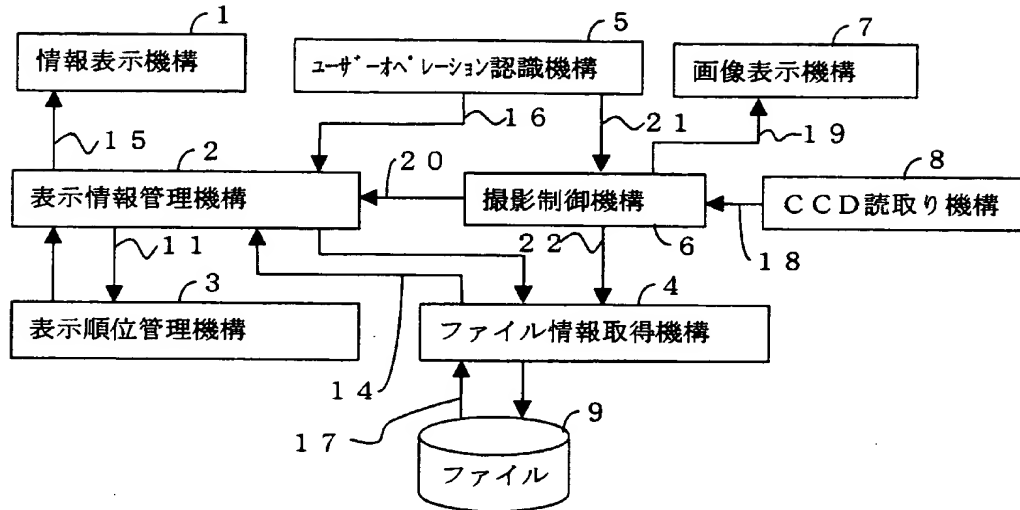 1
情報表示機構
5
ユーザーオペレーション認識機構
7
画像表示機構
15
16
21
19
2
表示情報管理機構
20
撮影制御機構
6
8
CCD読取り機構
18
11
22
3
表示順位管理機構
14
4
ファイル情報取得機構
17
9
ファイル